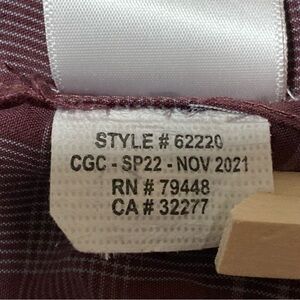 STYLE # 62220
CGC - SP22 - NOV 2021
RN # 79448
CA # 32277